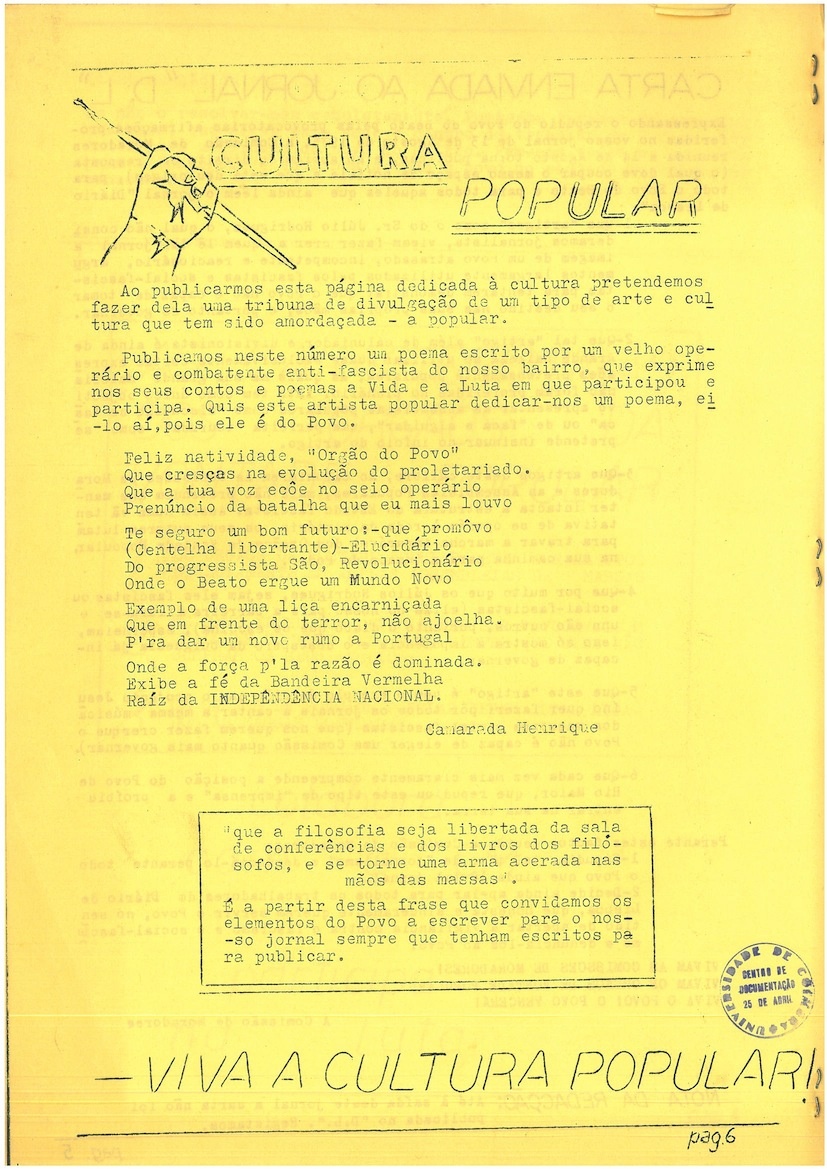 CULTURA
POPULAR
Ao publicarmos esta página dedicada à cultura pretendemos
fazer dela uma tribuna de divulgação de um tipo de arte e cul
tura que tem sido amordaçada - a popular.
Publicamos neste número um poema escrito por um velho ope-
rário e combatente anti-fascista do nosso bairro, que exprime
nos seus contos e poemas a Vida e a Luta em que participou e
participa. Quis este artista popular dedicar-nos um poema, ei
-lo aí,pois ele é do Povo.
Feliz natividade, "Orgão do Povo"
Que cresças na evolução do proletariado.
Que a tua voz ecôe no seio operário
Prenúncio da batalha que eu mais louvo
Te seguro um bom futuro:-que promôvo
(Centelha libertante)-Elucidário
Do progressista São, Revolucionário
Onde o Beato ergue um Mundo Novo
Exemplo de uma liça encarniçada
Que em frente do terror, não ajoelha.
P'ra dar um novo rumo a Portugal
Onde a força p'la razão é dominada.
Exibe a fé da Bandeira Vermelha
Raíz da INDEPÊNDÊNCIA NACIONAL.
Camarada Henrique
"que a filosofia seja libertada da sala
de conferências e dos livros dos filó-
sofos, e se torne uma arma acerada nas
mãos das massas".
É a partir desta frase que convidamos os
elementos do Povo a escrever para o nos-
-so jornal sempre que tenham escritos pa
ra publicar.
UNIVERSIDADE DE COIMBRA
CENTRO DE
DOCUMENTAÇÃO
25 DE ABRIL
- VIVA A CULTURA POPULAR!
pag.6